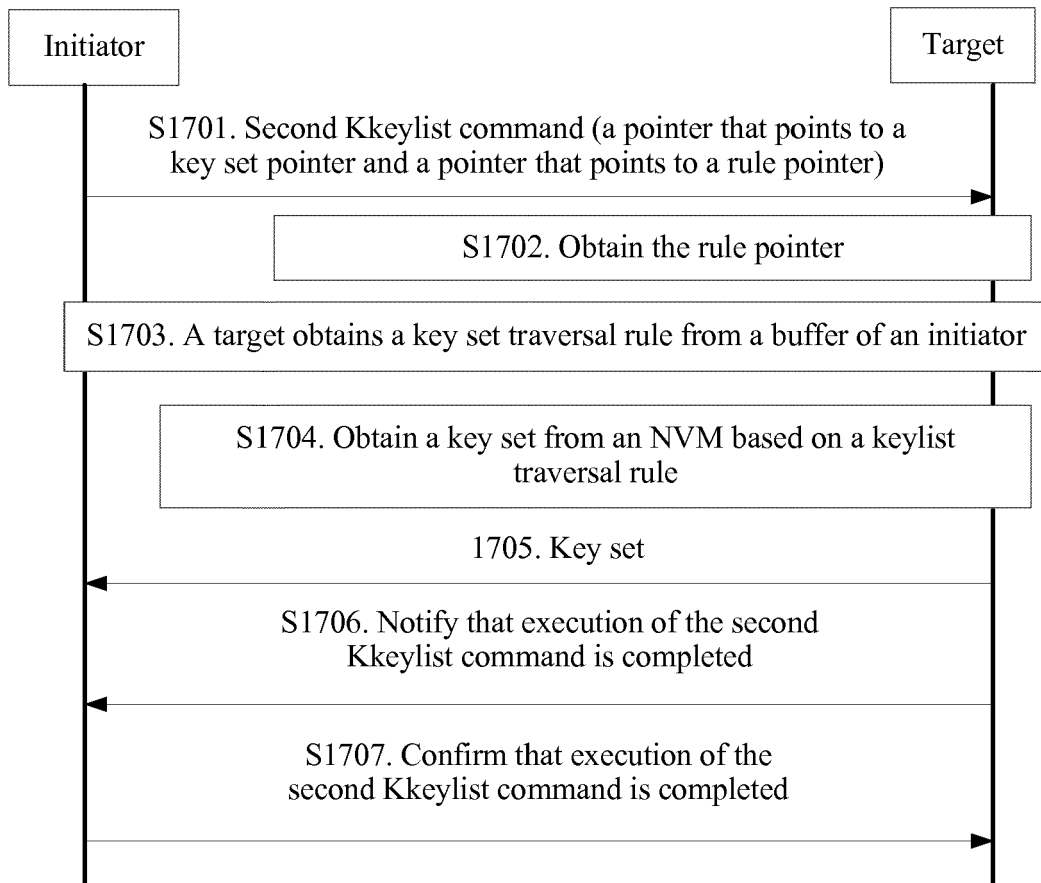 Initiator
Target
S1701. Second Kkeylist command (a pointer that points to a
key set pointer and a pointer that points to a rule pointer)
S1702. Obtain the rule pointer
S1703. A target obtains a key set traversal rule from a buffer of an initiator
S1704. Obtain a key set from an NVM based on a keylist
traversal rule
1705. Key set
S1706. Notify that execution of the second
Kkeylist command is completed
S1707. Confirm that execution of the
second Kkeylist command is completed